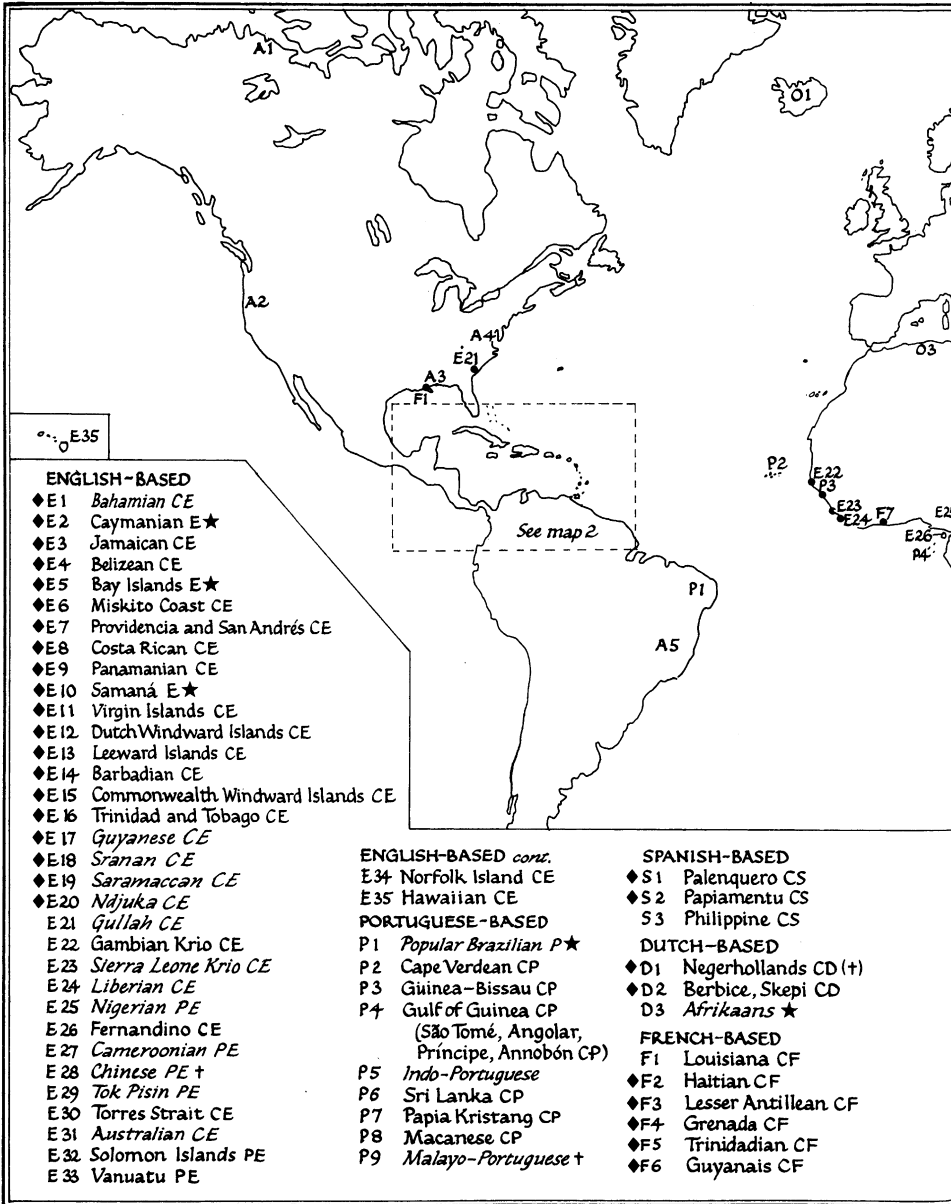 A1
O1
A2
A4
E21
A3
F1
O3
E35
P2
E22
P3
E23
E24
F7
E25
E26
P4
See map 2
P1
A5
ENGLISH-BASED
◆E1 Bahamian CE
◆E2 Caymanian E★
◆E3 Jamaican CE
◆E4 Belizean CE
◆E5 Bay Islands E★
◆E6 Miskito Coast CE
◆E7 Providencia and San Andrés CE
◆E8 Costa Rican CE
◆E9 Panamanian CE
◆E10 Samaná E★
◆E11 Virgin Islands CE
◆E12 Dutch Windward Islands CE
◆E13 Leeward Islands CE
◆E14 Barbadian CE
◆E15 Commonwealth Windward Islands CE
◆E16 Trinidad and Tobago CE
◆E17 Guyanese CE
◆E18 Sranan CE
◆E19 Saramaccan CE
◆E20 Ndjuka CE
E21 Gullah CE
E22 Gambian Krio CE
E23 Sierra Leone Krio CE
E24 Liberian CE
E25 Nigerian PE
E26 Fernandino CE
E27 Cameroonian PE
E28 Chinese PE †
E29 Tok Pisin PE
E30 Torres Strait CE
E31 Australian CE
E32 Solomon Islands PE
E33 Vanuatu PE
ENGLISH-BASED cont.
E34 Norfolk Island CE
E35 Hawaiian CE
PORTUGUESE-BASED
P1 Popular Brazilian P★
P2 Cape Verdean CP
P3 Guinea-Bissau CP
P4 Gulf of Guinea CP
(São Tomé, Angolar,
Príncipe, Annobón CP)
P5 Indo-Portuguese
P6 Sri Lanka CP
P7 Papia Kristang CP
P8 Macanese CP
P9 Malayo-Portuguese †
SPANISH-BASED
◆S1 Palenquero CS
◆S2 Papiamentu CS
S3 Philippine CS
DUTCH-BASED
◆D1 Negerhollands CD (†)
◆D2 Berbice, Skepi CD
D3 Afrikaans ★
FRENCH-BASED
F1 Louisiana CF
◆F2 Haitian CF
◆F3 Lesser Antillean CF
◆F4 Grenada CF
◆F5 Trinidadian CF
◆F6 Guyanais CF